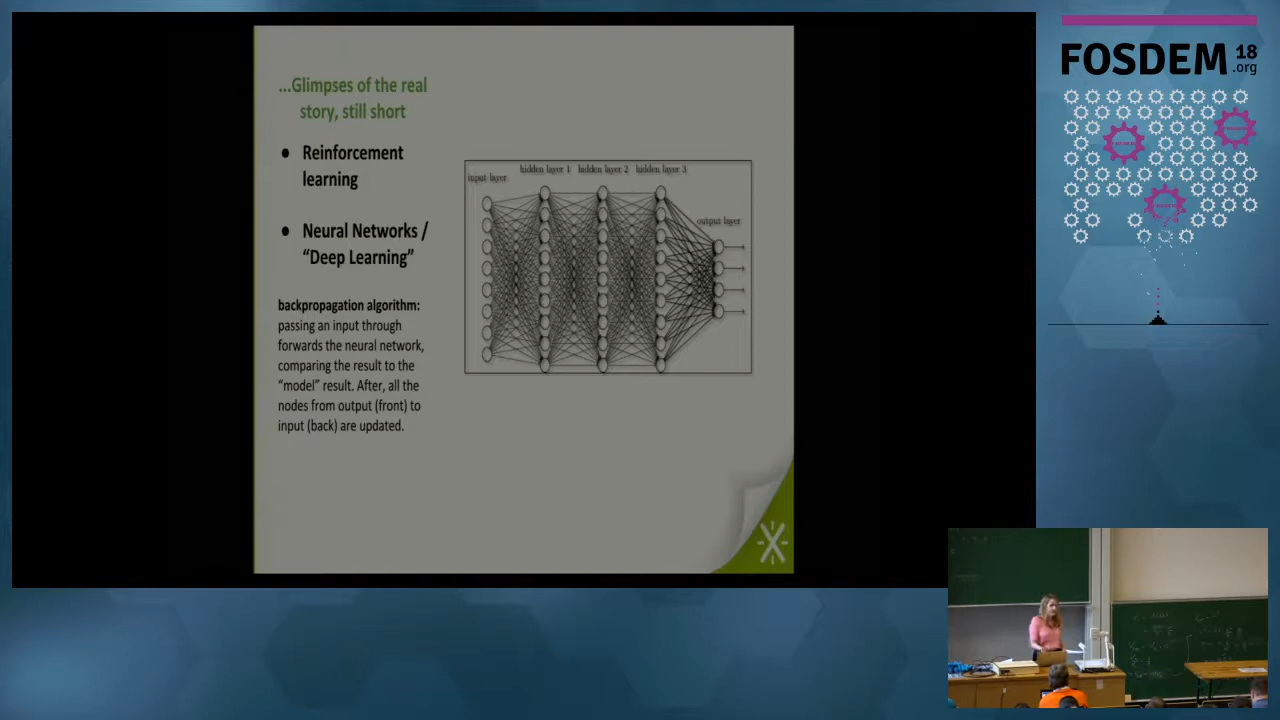 ...Glimpses of the real
story, still short
● Reinforcement
learning
● Neural Networks /
“Deep Learning”
backpropagation algorithm:
passing an input through
forwards the neural network,
comparing the result to the
“model” result. After, all the
nodes from output (front) to
input (back) are updated.
input layer
hidden layer 1 hidden layer 2 hidden layer 3
output layer
FOSDEM 18
.org